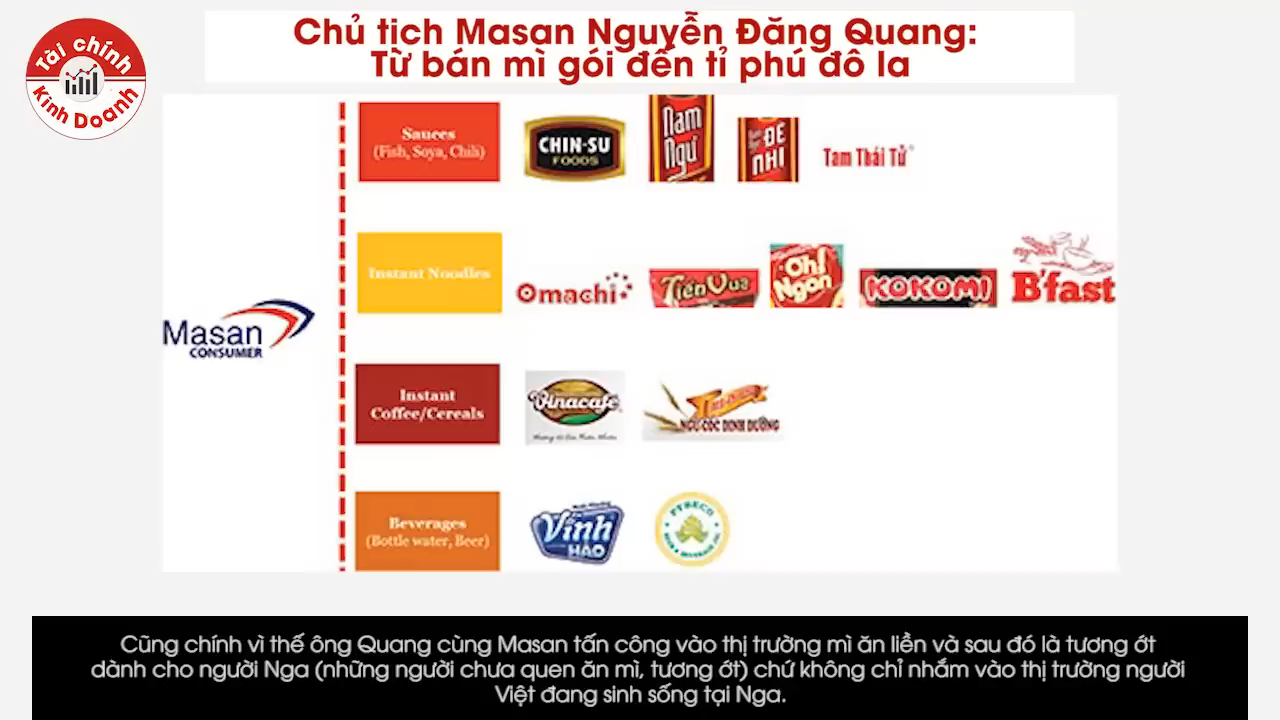 Tài chính
Kinh Doanh
Chủ tịch Masan Nguyễn Đăng Quang:
Từ bán mì gói đến tỉ phú đô la
Sauces
(Fish, Soya, Chili)
CHIN-SU
FOODS
Nam
Ngư
ĐỆ
NHỊ
Tam Thái Tử
Instant Noodles
Omachi
Tiến Vua
Oh!
Ngon
KOKOMI
B'fast
Masan
CONSUMER
Instant
Coffee/Cereals
Vinacafé
NGŨ CỐC DINH DƯỠNG
Beverages
(Bottle water, Beer)
Vĩnh
HẢO
PYBECO
Cũng chính vì thế ông Quang cùng Masan tấn công vào thị trường mì ăn liền và sau đó là tương ớt
dành cho người Nga (những người chưa quen ăn mì, tương ớt) chứ không chỉ nhắm vào thị trường người
Việt đang sinh sống tại Nga.